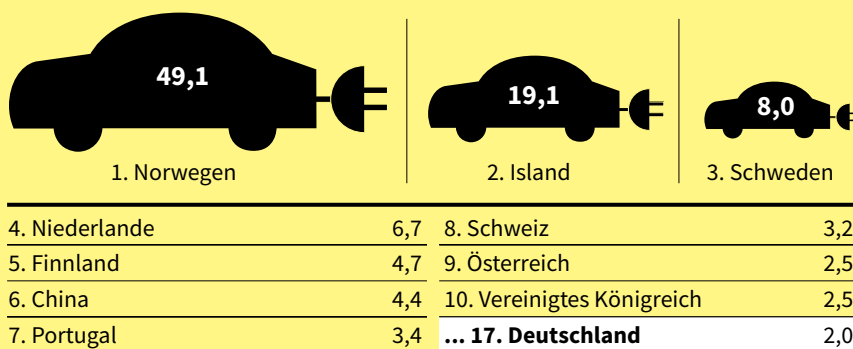 49,1
19,1
8,0
1. Norwegen
2. Island
3. Schweden
4. Niederlande 6,7
5. Finnland 4,7
6. China 4,4
7. Portugal 3,4
8. Schweiz 3,2
9. Österreich 2,5
10. Vereinigtes Königreich 2,5
... 17. Deutschland 2,0